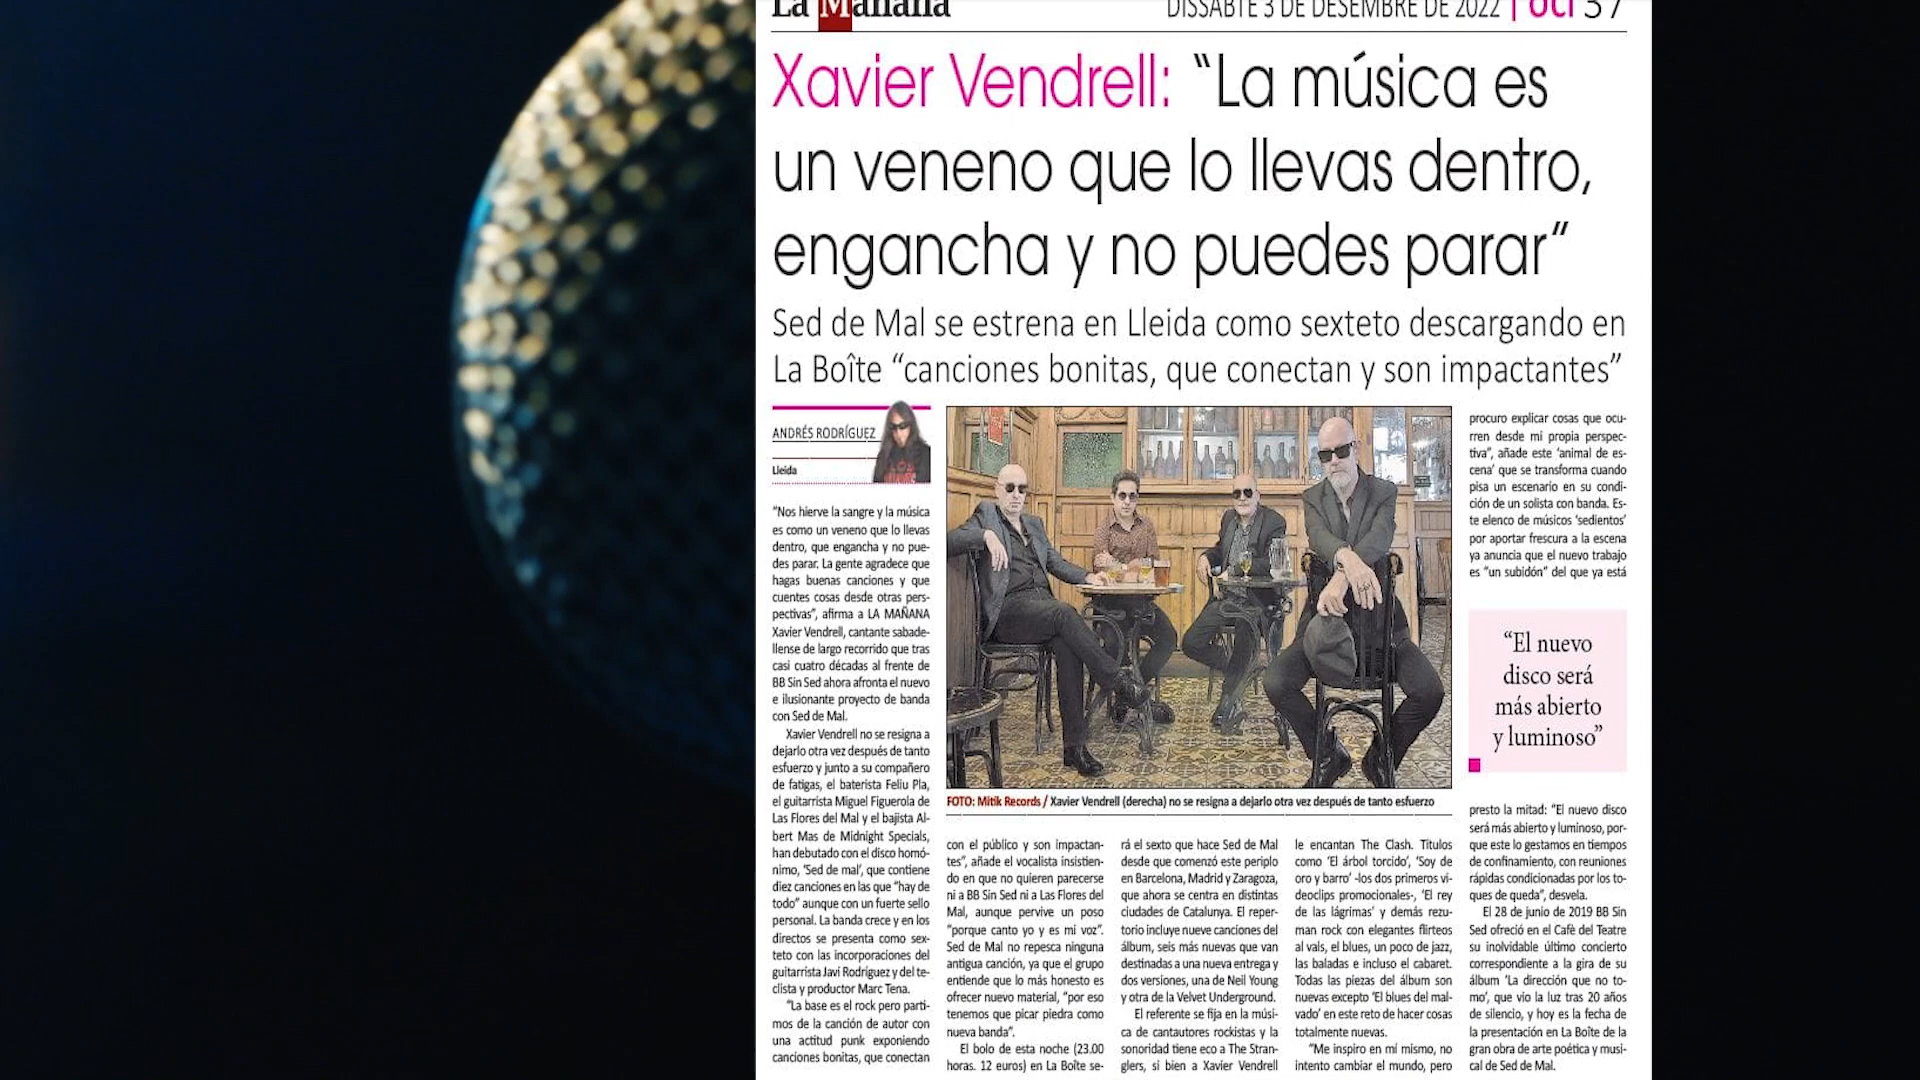 La Mañana
DISSABTE 3 DE DESEMBRE DE 2022 | OCI 37
Xavier Vendrell: “La música es
un veneno que lo llevas dentro,
engancha y no puedes parar”
Sed de Mal se estrena en Lleida como sexteto descargando en
La Boîte “canciones bonitas, que conectan y son impactantes”
ANDRÉS RODRÍGUEZ
Lleida
“Nos hierve la sangre y la música
es como un veneno que lo llevas
dentro, que engancha y no pue-
des parar. La gente agradece que
hagas buenas canciones y que
cuentes cosas desde otras pers-
pectivas”, afirma a LA MAÑANA
Xavier Vendrell, cantante sabade-
llense de largo recorrido que tras
casi cuatro décadas al frente de
BB Sin Sed ahora afronta el nuevo
e ilusionante proyecto de banda
con Sed de Mal.
Xavier Vendrell no se resigna a
dejarlo otra vez después de tanto
esfuerzo y junto a su compañero
de fatigas, el baterista Feliu Pla,
el guitarrista Miguel Figuerola de
Las Flores del Mal y el bajista Al-
bert Mas de Midnight Specials,
han debutado con el disco homó-
nimo, ‘Sed de mal’, que contiene
diez canciones en las que “hay de
todo” aunque con un fuerte sello
personal. La banda crece y en los
directos se presenta como sex-
teto con las incorporaciones del
guitarrista Javi Rodríguez y del te-
clista y productor Marc Tena.
“La base es el rock pero parti-
mos de la canción de autor con
una actitud punk exponiendo
canciones bonitas, que conectan
FOTO: Mitik Records / Xavier Vendrell (derecha) no se resigna a dejarlo otra vez después de tanto esfuerzo
con el público y son impactan-
tes”, añade el vocalista insistien-
do en que no quieren parecerse
ni a BB Sin Sed ni a Las Flores del
Mal, aunque pervive un poso
“porque canto yo y es mi voz”.
Sed de Mal no repesca ninguna
antigua canción, ya que el grupo
entiende que lo más honesto es
ofrecer nuevo material, “por eso
tenemos que picar piedra como
nueva banda”.
El bolo de esta noche (23.00
horas. 12 euros) en La Boîte se-
rá el sexto que hace Sed de Mal
desde que comenzó este periplo
en Barcelona, Madrid y Zaragoza,
que ahora se centra en distintas
ciudades de Catalunya. El reper-
torio incluye nueve canciones del
álbum, seis más nuevas que van
destinadas a una nueva entrega y
dos versiones, una de Neil Young
y otra de la Velvet Underground.
El referente se fija en la músi-
ca de cantautores rockistas y la
sonoridad tiene eco a The Stran-
glers, si bien a Xavier Vendrell
le encantan The Clash. Títulos
como ‘El árbol torcido’, ‘Soy de
oro y barro’ -los dos primeros vi-
deoclips promocionales-, ‘El rey
de las lágrimas’ y demás rezu-
man rock con elegantes flirteos
al vals, el blues, un poco de jazz,
las baladas e incluso el cabaret.
Todas las piezas del álbum son
nuevas excepto ‘El blues del mal-
vado’ en este reto de hacer cosas
totalmente nuevas.
“Me inspiro en mí mismo, no
intento cambiar el mundo, pero
procuro explicar cosas que ocu-
rren desde mi propia perspec-
tiva”, añade este ‘animal de es-
cena’ que se transforma cuando
pisa un escenario en su condi-
ción de un solista con banda. Es-
te elenco de músicos ‘sedientos’
por aportar frescura a la escena
ya anuncia que el nuevo trabajo
es “un subidón” del que ya está
“El nuevo
disco será
más abierto
y luminoso”
presto la mitad: “El nuevo disco
será más abierto y luminoso, por-
que este lo gestamos en tiempos
de confinamiento, con reuniones
rápidas condicionadas por los to-
ques de queda”, desvela.
El 28 de junio de 2019 BB Sin
Sed ofreció en el Cafè del Teatre
su inolvidable último concierto
correspondiente a la gira de su
álbum ‘La dirección que no to-
mo’, que vio la luz tras 20 años
de silencio, y hoy es la fecha de
la presentación en La Boîte de la
gran obra de arte poética y musi-
cal de Sed de Mal.